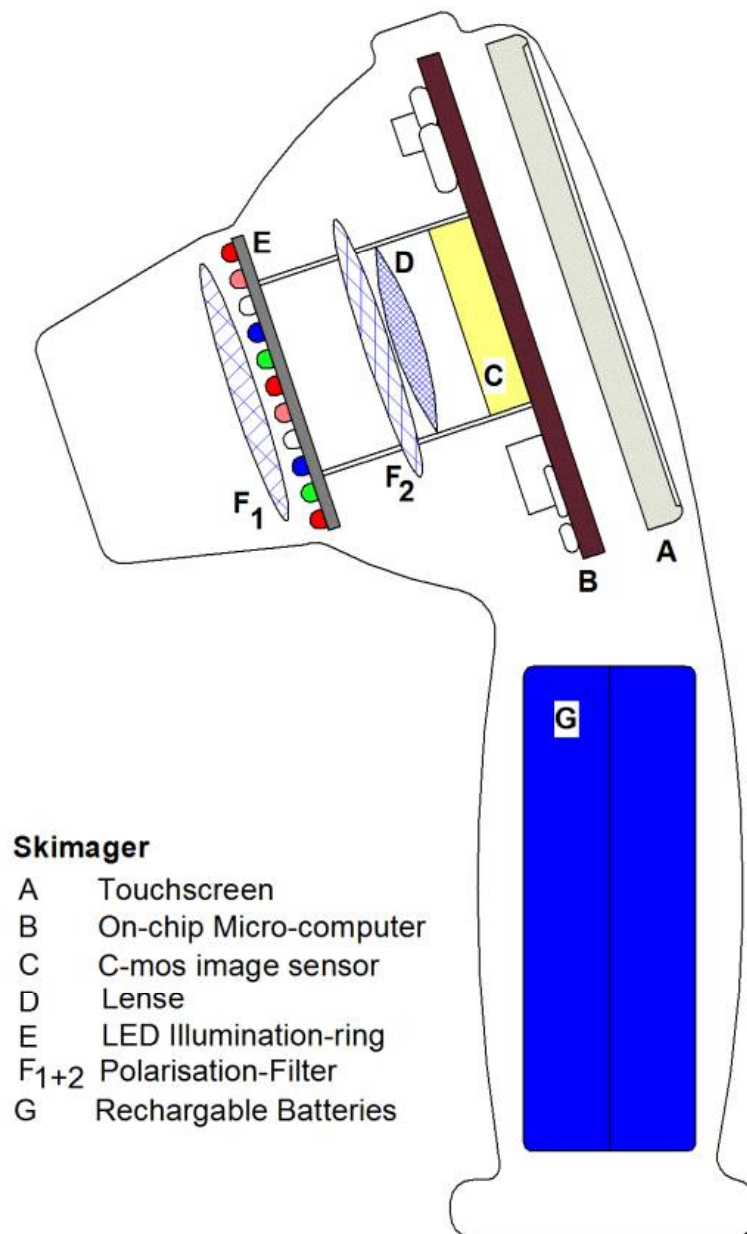 E
D
C
F1
F2
A
B
G
Skimager
A Touchscreen
B On-chip Micro-computer
C C-mos image sensor
D Lense
E LED Illumination-ring
F1+2 Polarisation-Filter
G Rechargable Batteries